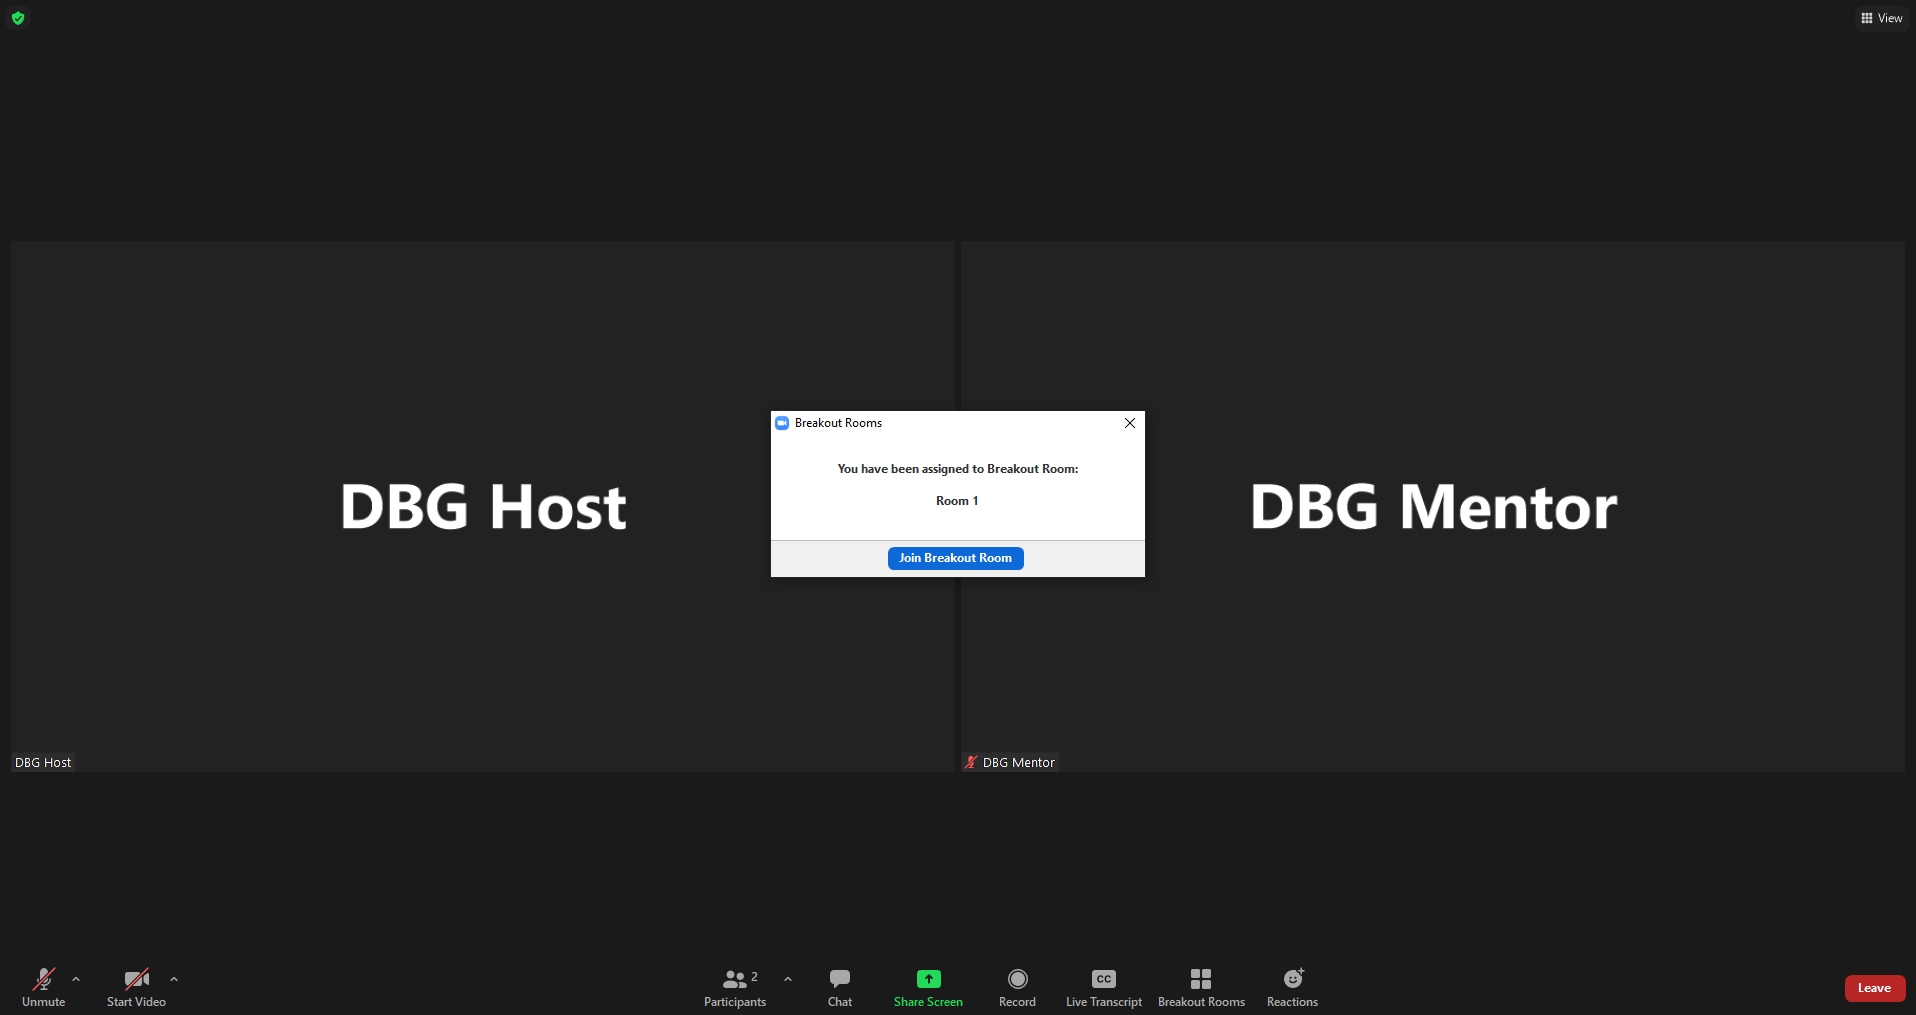 View
Breakout Rooms
You have been assigned to Breakout Room:
Room 1
Join Breakout Room
DBG Host
DBG Mentor
DBG Host
DBG Mentor
Unmute
Start Video
2
Participants
Chat
Share Screen
Record
CC
Live Transcript
Breakout Rooms
Reactions
Leave